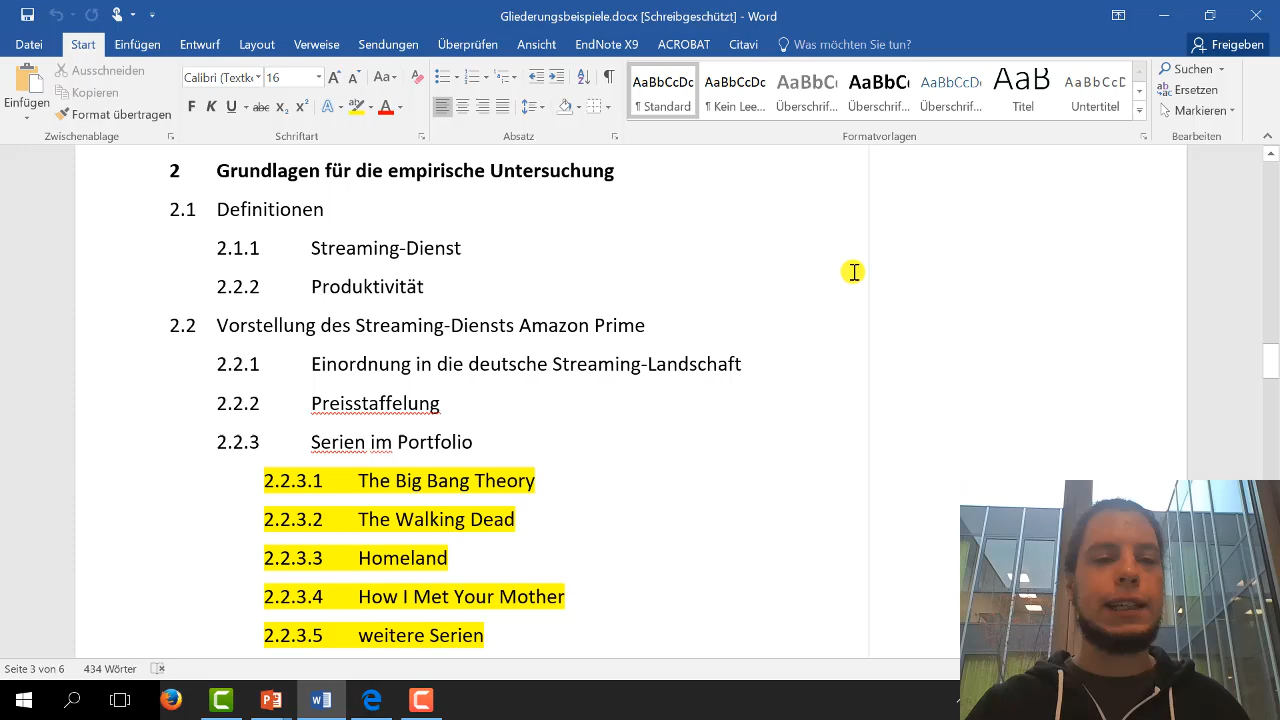 Gliederungsbeispiele.docx [Schreibgeschützt] - Word
Datei Start Einfügen Entwurf Layout Verweise Sendungen Überprüfen Ansicht EndNote X9 ACROBAT Citavi Was möchten Sie tun? Freigeben
Einfügen
Ausschneiden
Kopieren
Format übertragen
Calibri (Textk 16
F K U abc X₂ X²
AaBbCcDc AaBbCcDc AaBbCc AaBbCc AaBbCcDc AaB AaBbCcD
¶ Standard ¶ Kein Lee... Überschrif... Überschrif... Überschrif... Titel Untertitel
Suchen
Ersetzen
Markieren
Zwischenablage Schriftart Absatz Formatvorlagen Bearbeiten
2 Grundlagen für die empirische Untersuchung
2.1 Definitionen
2.1.1 Streaming-Dienst
2.2.2 Produktivität
2.2 Vorstellung des Streaming-Diensts Amazon Prime
2.2.1 Einordnung in die deutsche Streaming-Landschaft
2.2.2 Preisstaffelung
2.2.3 Serien im Portfolio
2.2.3.1 The Big Bang Theory
2.2.3.2 The Walking Dead
2.2.3.3 Homeland
2.2.3.4 How I Met Your Mother
2.2.3.5 weitere Serien
Seite 3 von 6 434 Wörter